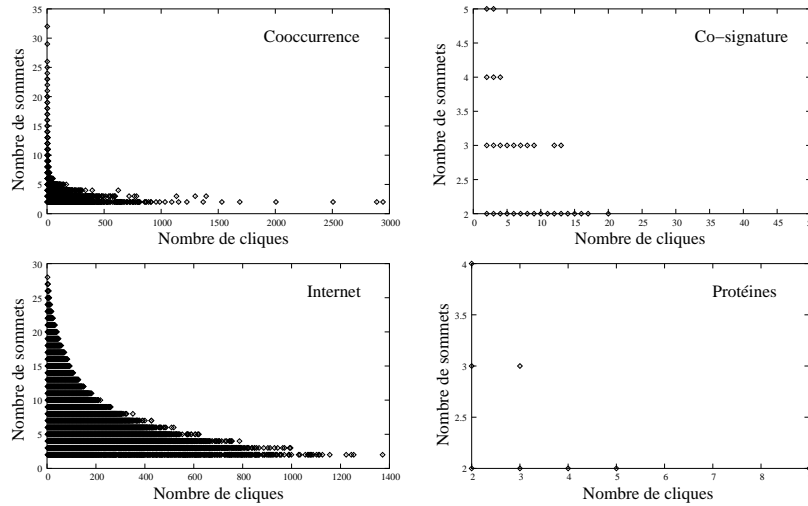 35
30
25
20
15
10
5
0
Nombre de sommets
Cooccurrence
0 500 1000 1500 2000 2500 3000
Nombre de cliques
5
4.5
4
3.5
3
2.5
2
Nombre de sommets
Co-signature
0 5 10 15 20 25 30 35 40 45 50
Nombre de cliques
30
25
20
15
10
5
0
Nombre de sommets
Internet
0 200 400 600 800 1000 1200 1400
Nombre de cliques
4
3.5
3
2.5
2
Nombre de sommets
Protéines
2 3 4 5 6 7 8
Nombre de cliques